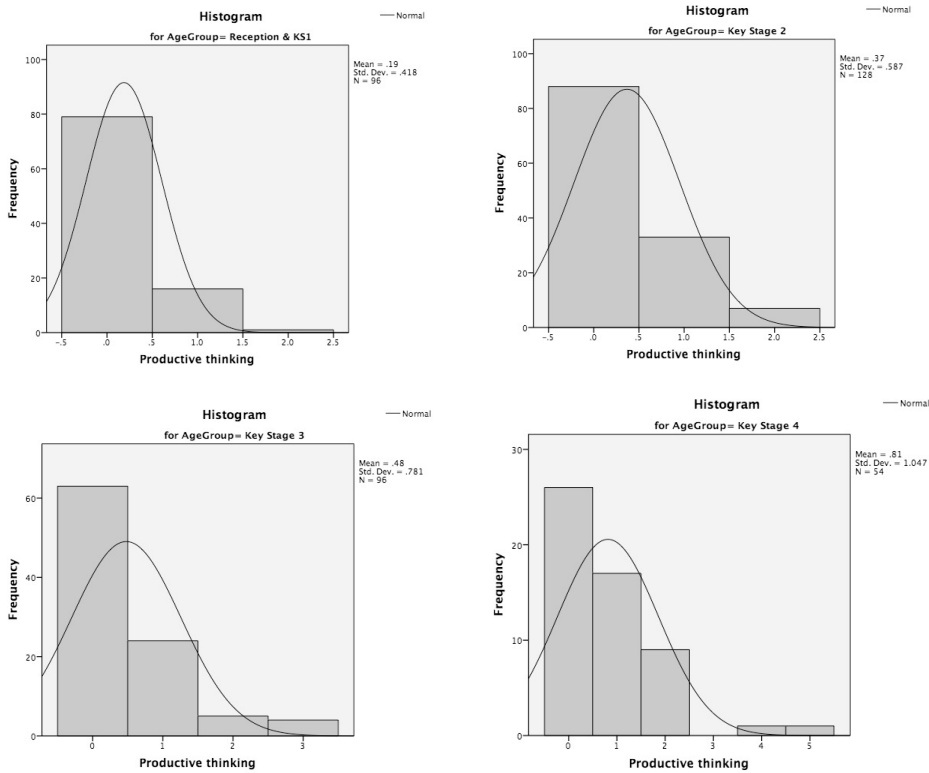 Histogram
Normal
for AgeGroup= Reception & KS1
Mean = .19
Std. Dev. = .418
N = 96
100
80
60
40
20
0
Frequency
-.5 .0 .5 1.0 1.5 2.0 2.5
Productive thinking
Histogram
Normal
for AgeGroup= Key Stage 2
Mean = .37
Std. Dev. = .587
N = 128
100
80
60
40
20
0
Frequency
-.5 .0 .5 1.0 1.5 2.0 2.5
Productive thinking
Histogram
Normal
for AgeGroup= Key Stage 3
Mean = .48
Std. Dev. = .781
N = 96
60
40
20
0
Frequency
0 1 2 3
Productive thinking
Histogram
Normal
for AgeGroup= Key Stage 4
Mean = .81
Std. Dev. = 1.047
N = 54
30
20
10
0
Frequency
0 1 2 3 4 5
Productive thinking